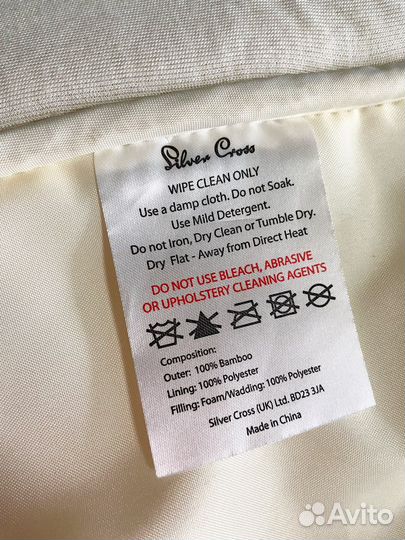 Silver Cross
WIPE CLEAN ONLY
Use a damp cloth. Do not Soak.
Use Mild Detergent.
Do not Iron, Dry Clean or Tumble Dry.
Dry Flat - Away from Direct Heat
DO NOT USE BLEACH, ABRASIVE
OR UPHOLSTERY CLEANING AGENTS
Composition:
Outer: 100% Bamboo
Lining: 100% Polyester
Filling: Foam/Wadding: 100% Polyester
Silver Cross (UK) Ltd. BD23 3JA
Made in China
Avito